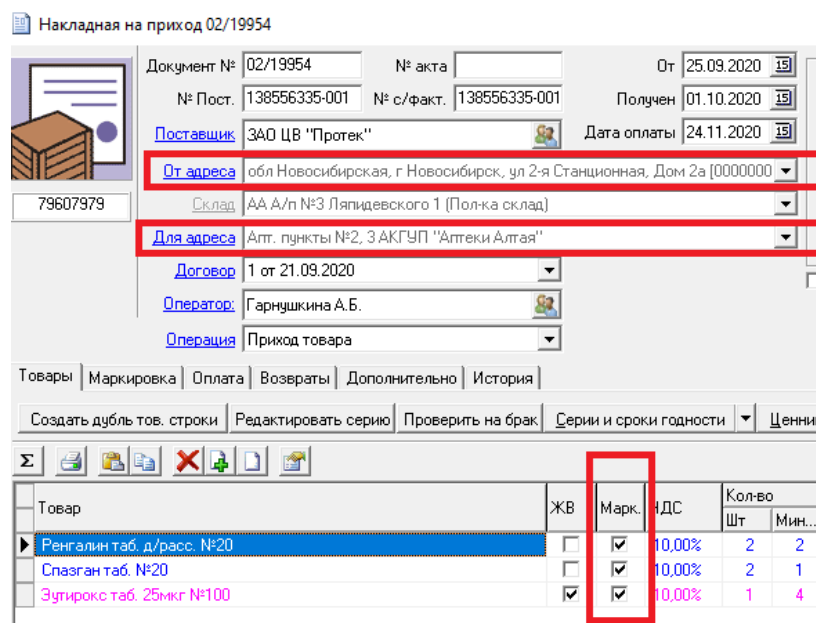 Накладная на приход 02/19954
Документ № 02/19954 № акта От 25.09.2020 15
№ Пост. 138556335-001 № с/факт. 138556335-001 Получен 01.10.2020 15
Поставщик ЗАО ЦВ "Протек" Дата оплаты 24.11.2020 15
От адреса обл Новосибирская, г Новосибирск, ул 2-я Станционная, Дом 2а [0000000
79607979 Склад АА А/п №3 Ляпидевского 1 (Пол-ка склад)
Для адреса Апт. пункты №2, 3 АКГУП "Аптеки Алтая"
Договор 1 от 21.09.2020
Оператор: Гарнушкина А.Б.
Операция Приход товара
Товары Маркировка Оплата Возвраты Дополнительно История
Создать дубль тов. строки Редактировать серию Проверить на брак Серии и сроки годности Ценни
Σ
Товар ЖВ Марк. НДС Кол-во
Шт Мин...
Ренгалин таб. д/расс. №20 10,00% 2 2
Спазган таб. №20 10,00% 2 1
Эутирокс таб. 25мкг №100 10,00% 1 4